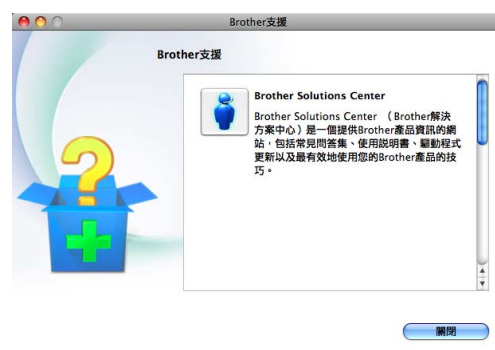 Brother支援
Brother支援
Brother Solutions Center
Brother Solutions Center （Brother解決
方案中心）是一個提供Brother產品資訊的網
站，包括常見問答集、使用說明書、驅動程式
更新以及最有效地使用您的Brother產品的技
巧。
關閉